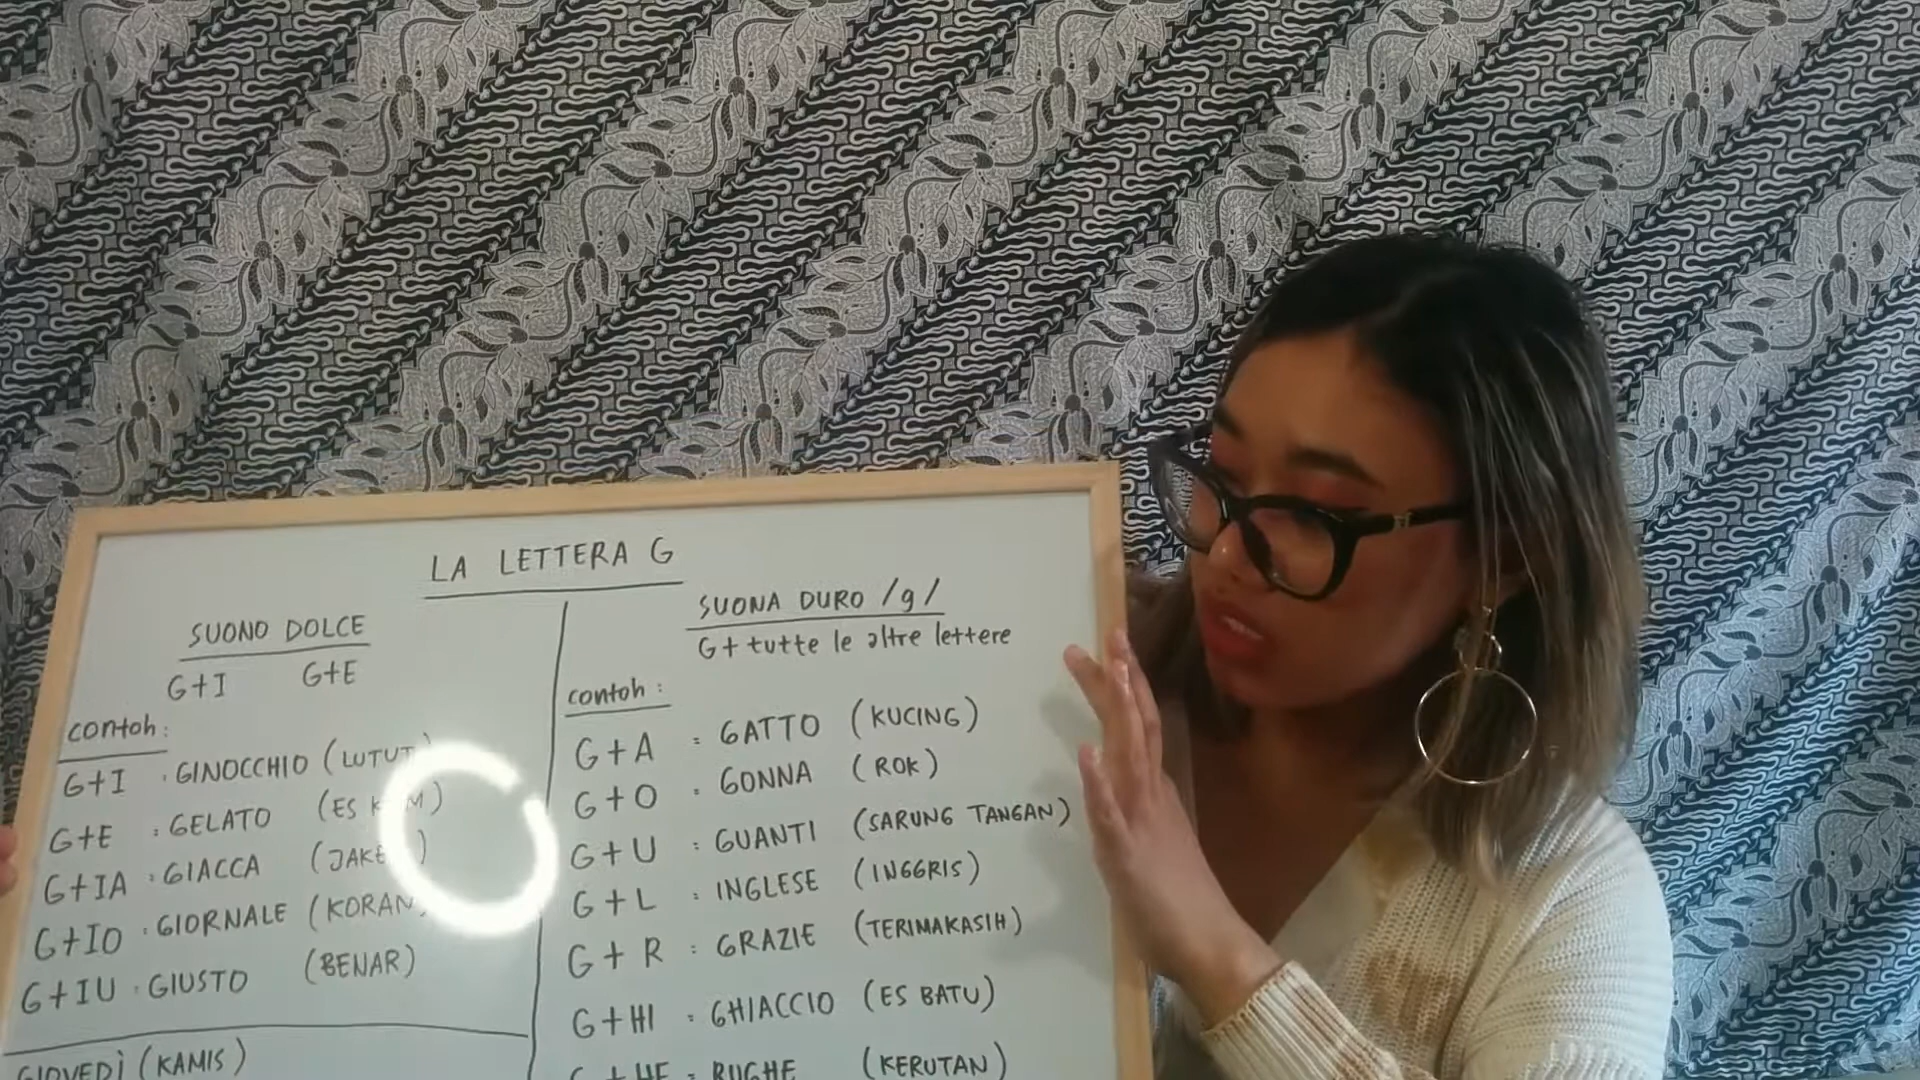 LA LETTERA G
SUONO DOLCE
G+I G+E
contoh:
G+I : GINOCCHIO (LUTUT)
G+E : GELATO (ES
G+IA : GIACCA
G+IO : GIORNALE (KORAN
G+IU : GIUSTO (BENAR)
GIOVEDÌ (KAMIS)
SUONA DURO /g/
G+ tutte le altre lettere
contoh:
G+A : GATTO (KUCING)
G+O : GONNA (ROK)
G+U : GUANTI (SARUNG TANGAN)
G+L : INGLESE (INGGRIS)
G+R : GRAZIE (TERIMAKASIH)
G+HI : GHIACCIO (ES BATU)
G+HE = RUGHE (KERUTAN)